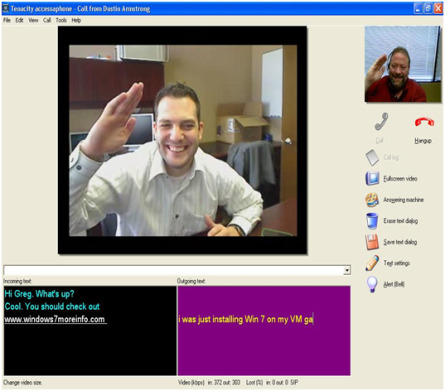 Tenacity accessaphone - Call from Dustin Armstrong
File Edit View Call Tools Help
Call
Hangup
Call log
Fullscreen video
Answering machine
Erase text dialog
Save text dialog
Text settings
Alert (Bell)
Incoming text:
Outgoing text:
Hi Greg. What's up?
Cool. You should check out
www.windows7moreinfo.com
i was just installing Win 7 on my VM ga
Change video size.
Video (kbps) in: 372 out: 303 Lost (%) in: 0 out: 0 SIP